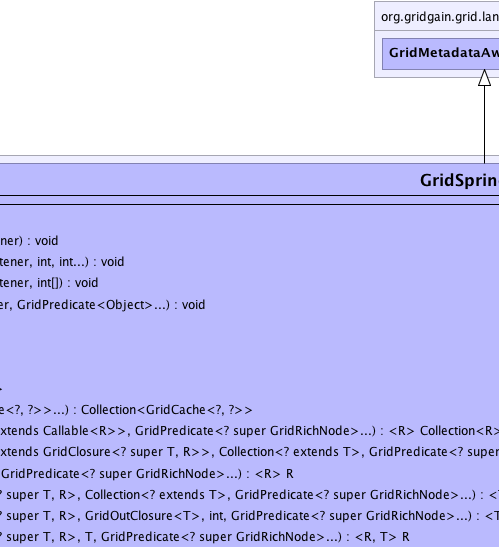 org.gridgain.grid.lan
GridMetadataAw
GridSprin
ner) : void
tener, int, int...) : void
tener, int[]) : void
er, GridPredicate<Object>...) : void
>
e<?, ?>>...) : Collection<GridCache<?, ?>>
extends Callable<R>>, GridPredicate<? super GridRichNode>...) : <R> Collection<R>
extends GridClosure<? super T, R>>, Collection<? extends T>, GridPredicate<? super
GridPredicate<? super GridRichNode>...) : <R> R
? super T, R>, Collection<? extends T>, GridPredicate<? super GridRichNode>...) : <T
? super T, R>, GridOutClosure<T>, int, GridPredicate<? super GridRichNode>...) : <T
? super T, R>, T, GridPredicate<? super GridRichNode>...) : <R, T> R